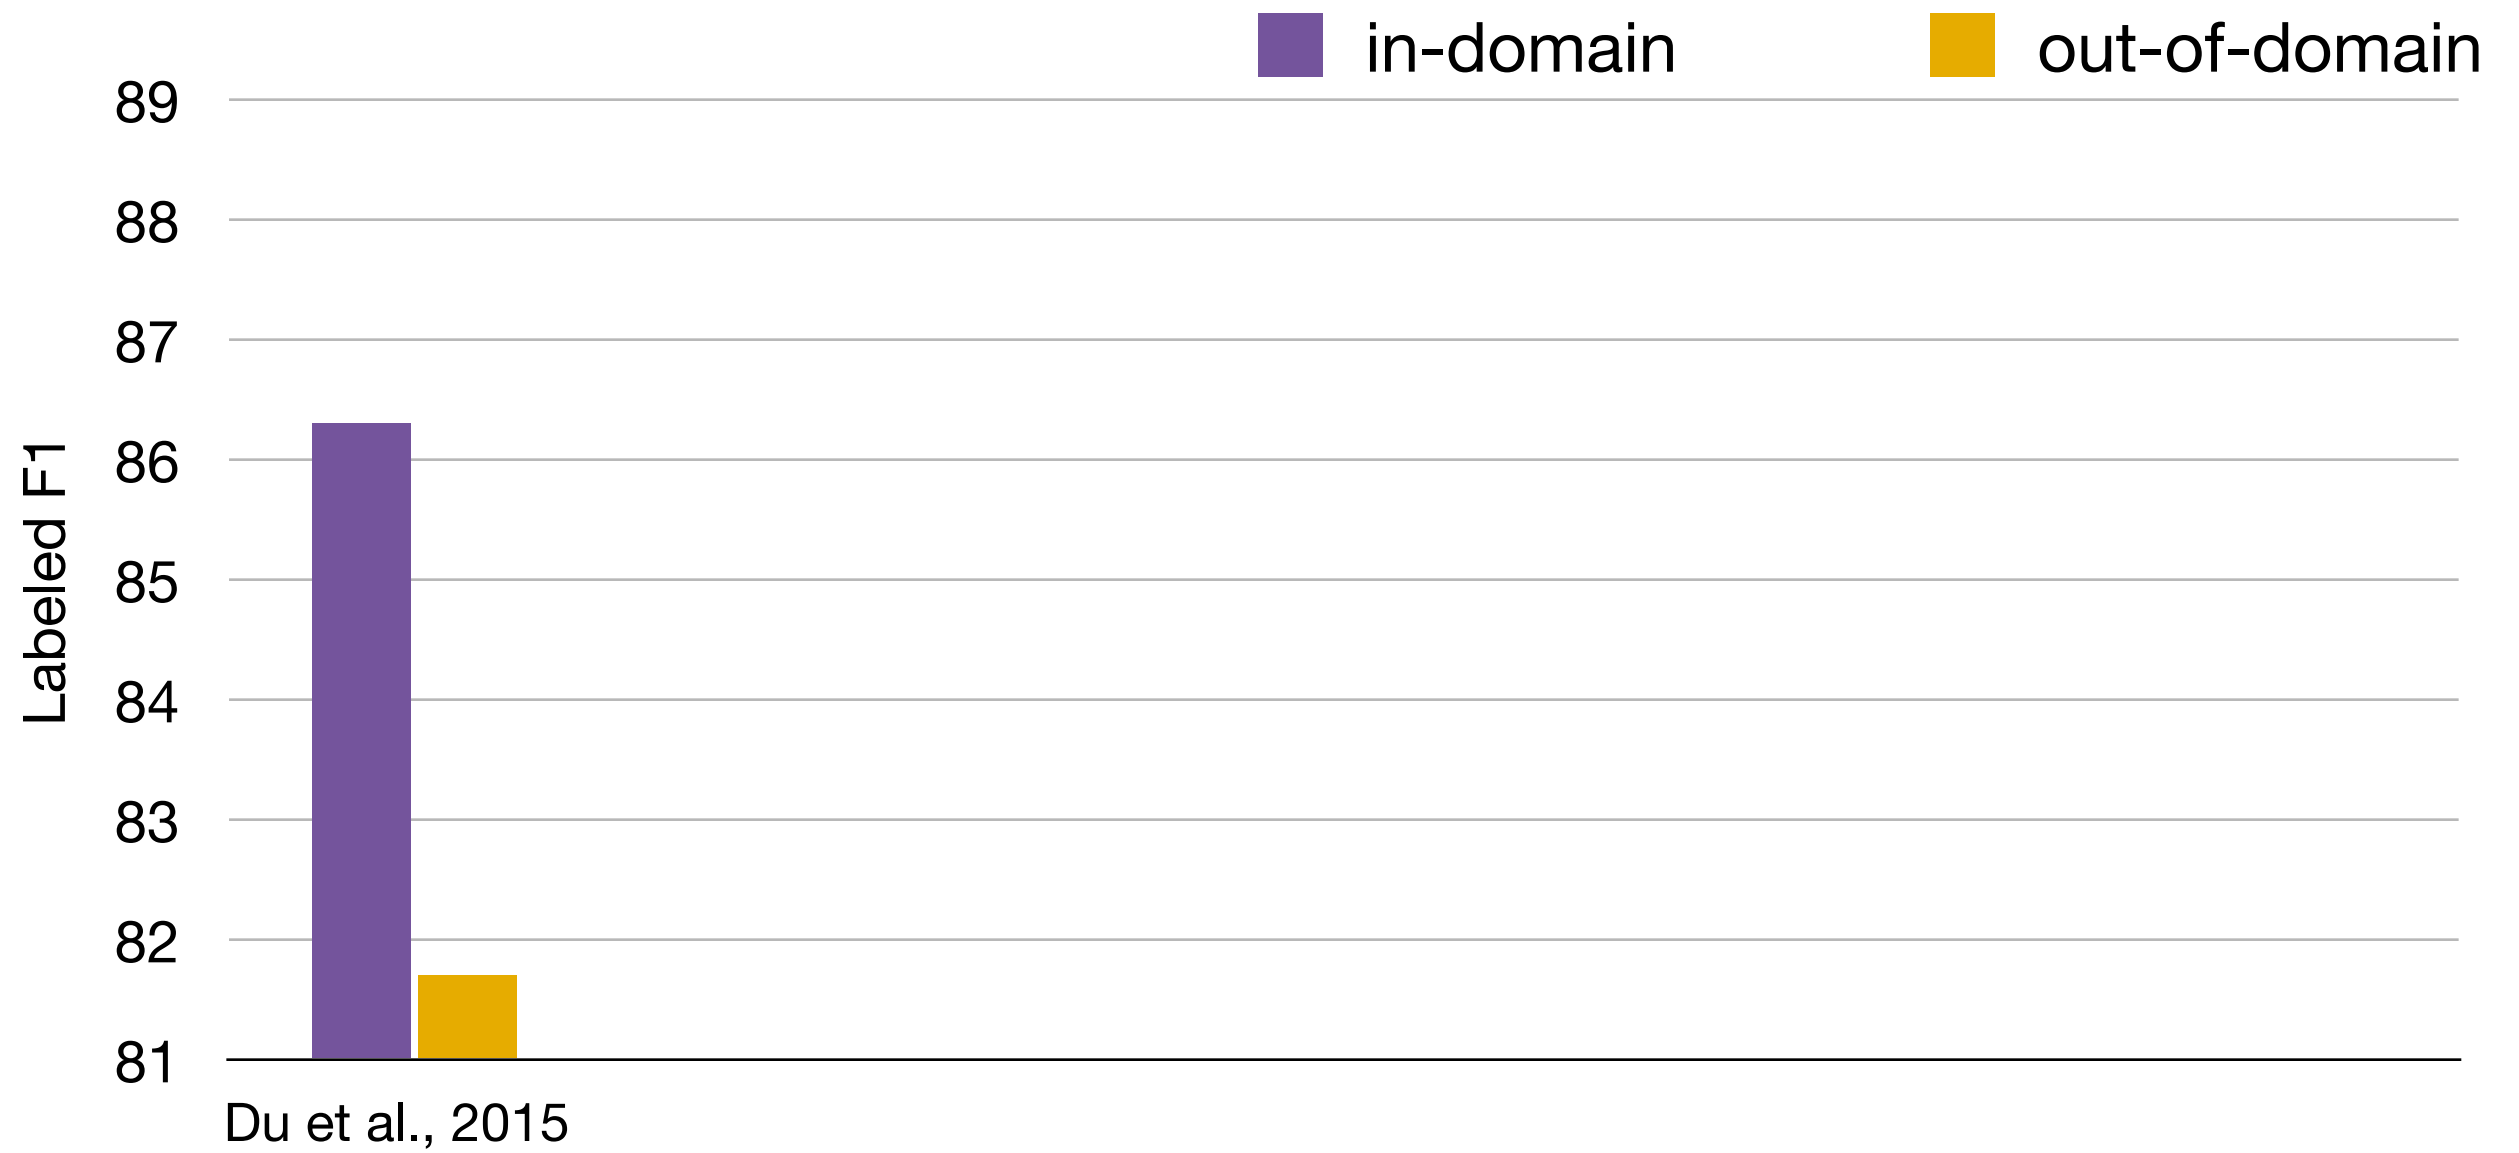 in-domain
out-of-domain
89
88
87
86
85
84
83
82
81
Labeled F1
Du et al., 2015